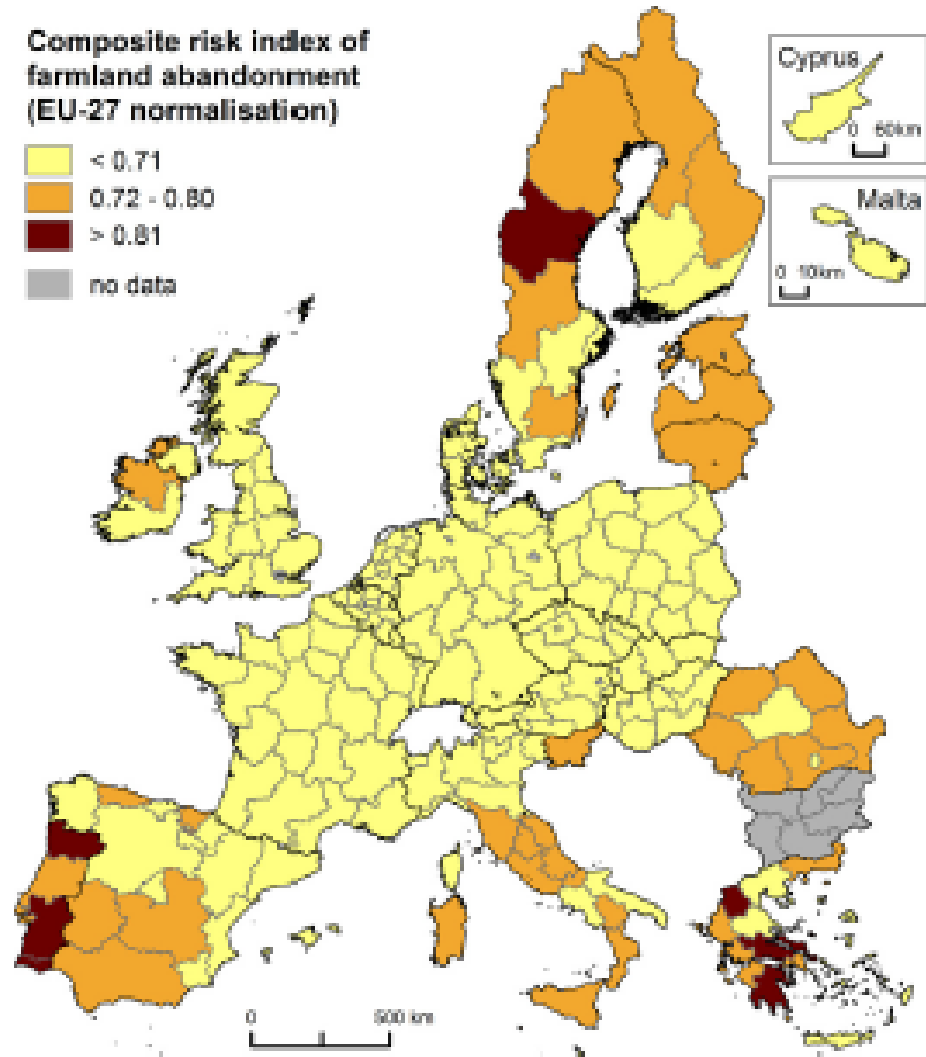 Composite risk index of
farmland abandonment
(EU-27 normalisation)
< 0.71
0.72 - 0.80
> 0.81
no data
Cyprus
0 60km
Malta
0 10km
0 500 km